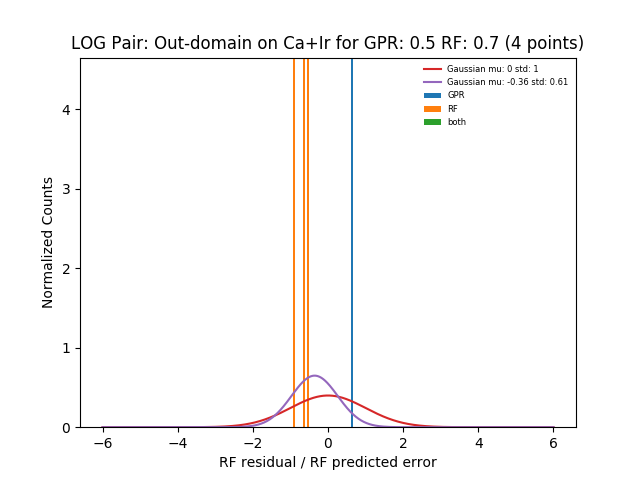 LOG Pair: Out-domain on Ca+Ir for GPR: 0.5 RF: 0.7 (4 points)
Gaussian mu: 0 std: 1
Gaussian mu: -0.36 std: 0.61
GPR
RF
both
Normalized Counts
4
3
2
1
0
−6 −4 −2 0 2 4 6
RF residual / RF predicted error